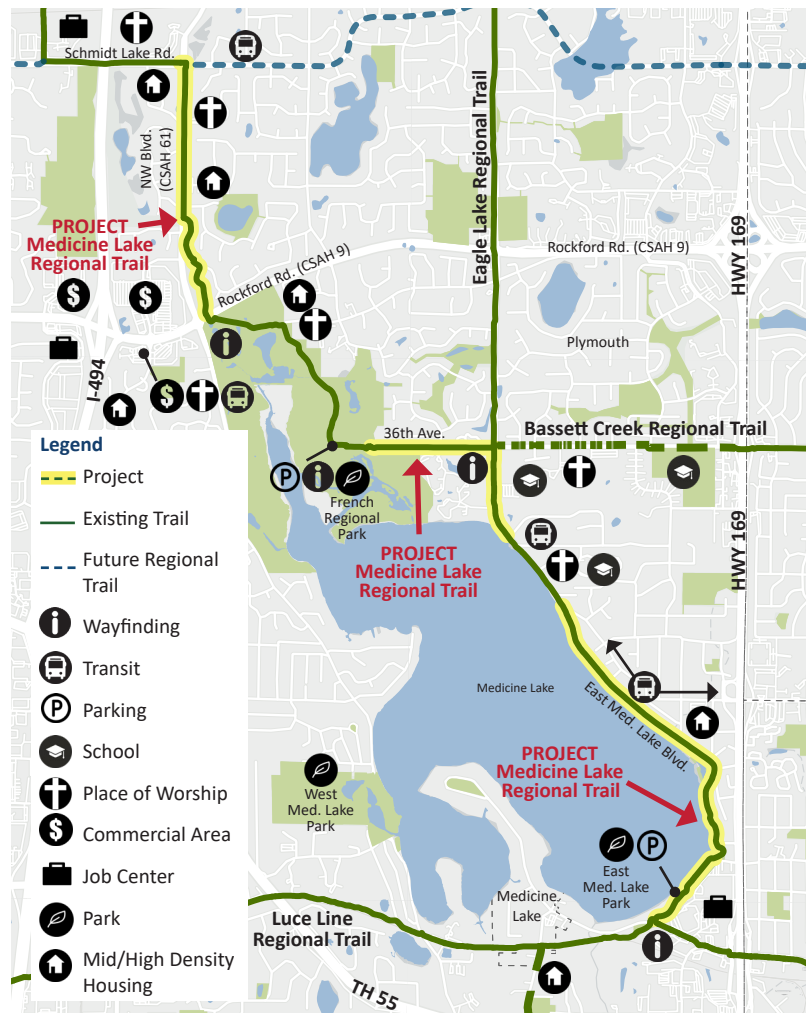 Schmidt Lake Rd.
NW Blvd.
(CSAH 61)
PROJECT
Medicine Lake
Regional Trail
Eagle Lake Regional Trail
Rockford Rd. (CSAH 9)
Rockford Rd. (CSAH 9)
HWY 169
Plymouth
I-494
36th Ave.
Bassett Creek Regional Trail
P
French
Regional
Park
PROJECT
Medicine Lake
Regional Trail
HWY 169
Medicine Lake
East Med. Lake Blvd.
PROJECT
Medicine Lake
Regional Trail
West
Med. Lake
Park
P
East
Med. Lake
Park
Medicine
Lake
Luce Line
Regional Trail
TH 55
Legend
Project
Existing Trail
Future Regional
Trail
Wayfinding
Transit
P
Parking
School
Place of Worship
$
Commercial Area
Job Center
Park
Mid/High Density
Housing